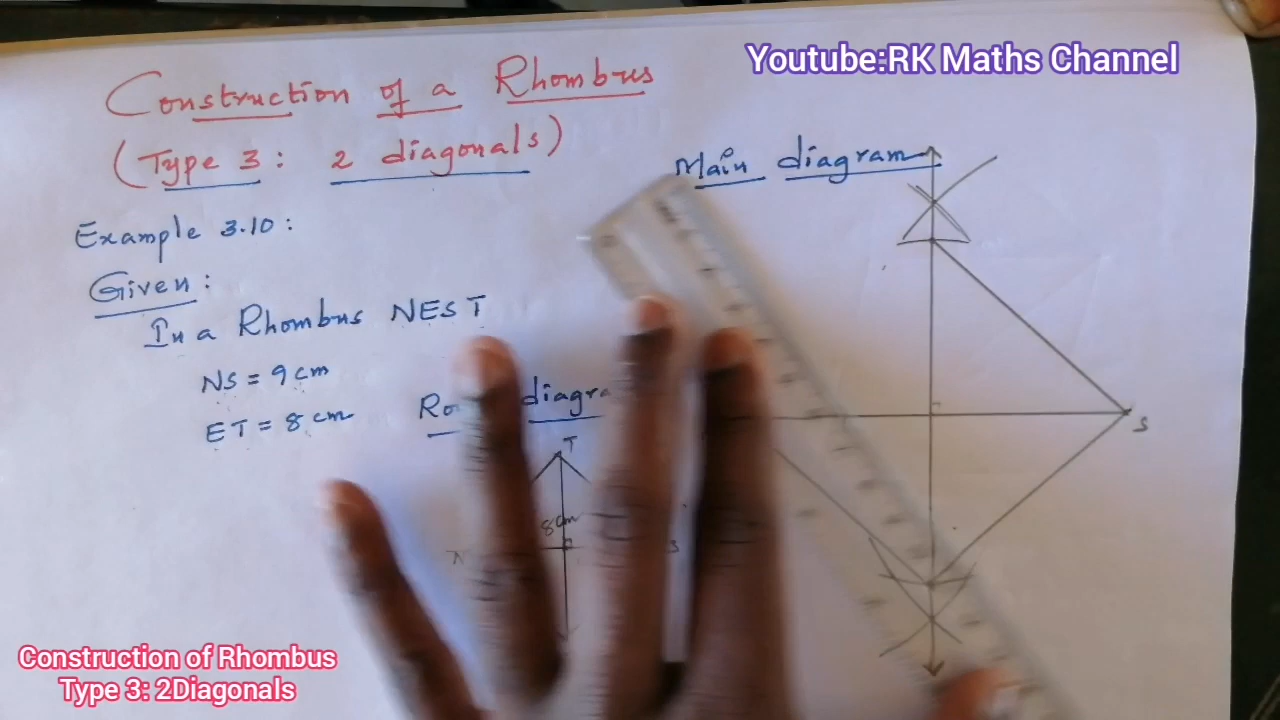 Youtube:RK Maths Channel
Construction of a Rhombus
(Type 3: 2 diagonals)
Main diagram
Example 3.10:
Given:
In a Rhombus NEST
NS = 9 cm
ET = 8 cm
T
8cm
S
Construction of Rhombus
Type 3: 2Diagonals